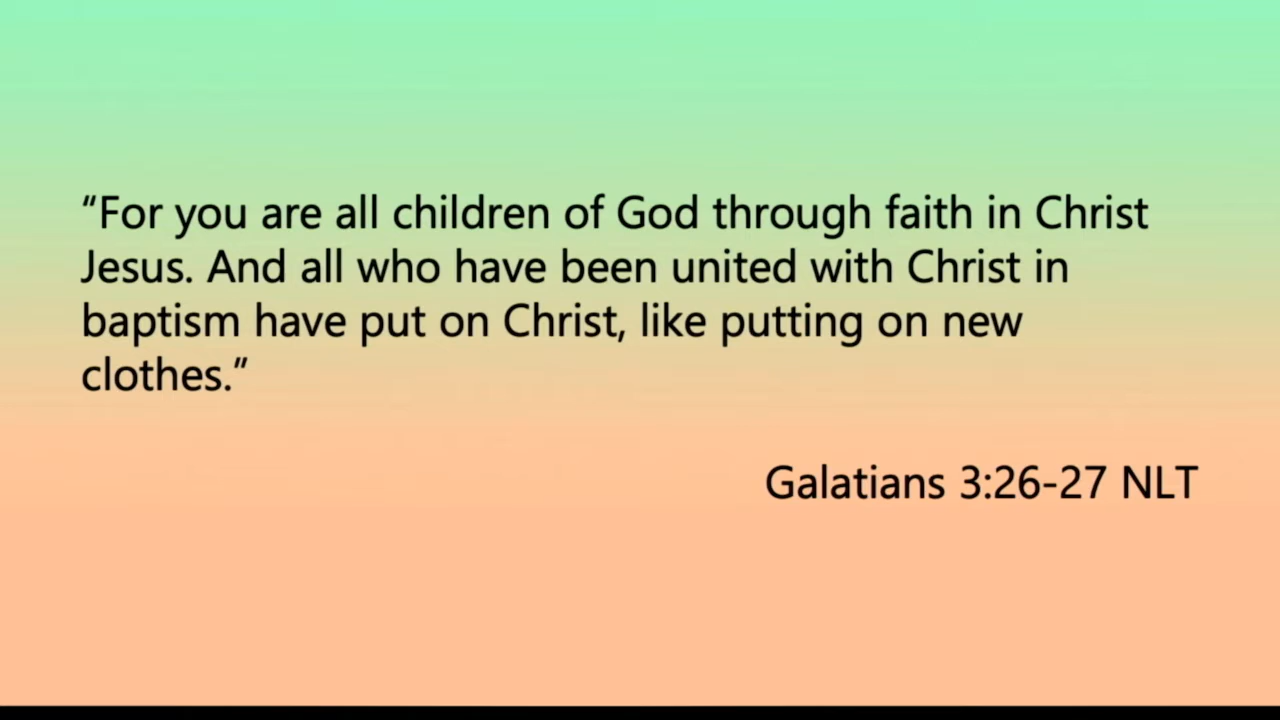 “For you are all children of God through faith in Christ
Jesus. And all who have been united with Christ in
baptism have put on Christ, like putting on new
clothes.”
Galatians 3:26-27 NLT